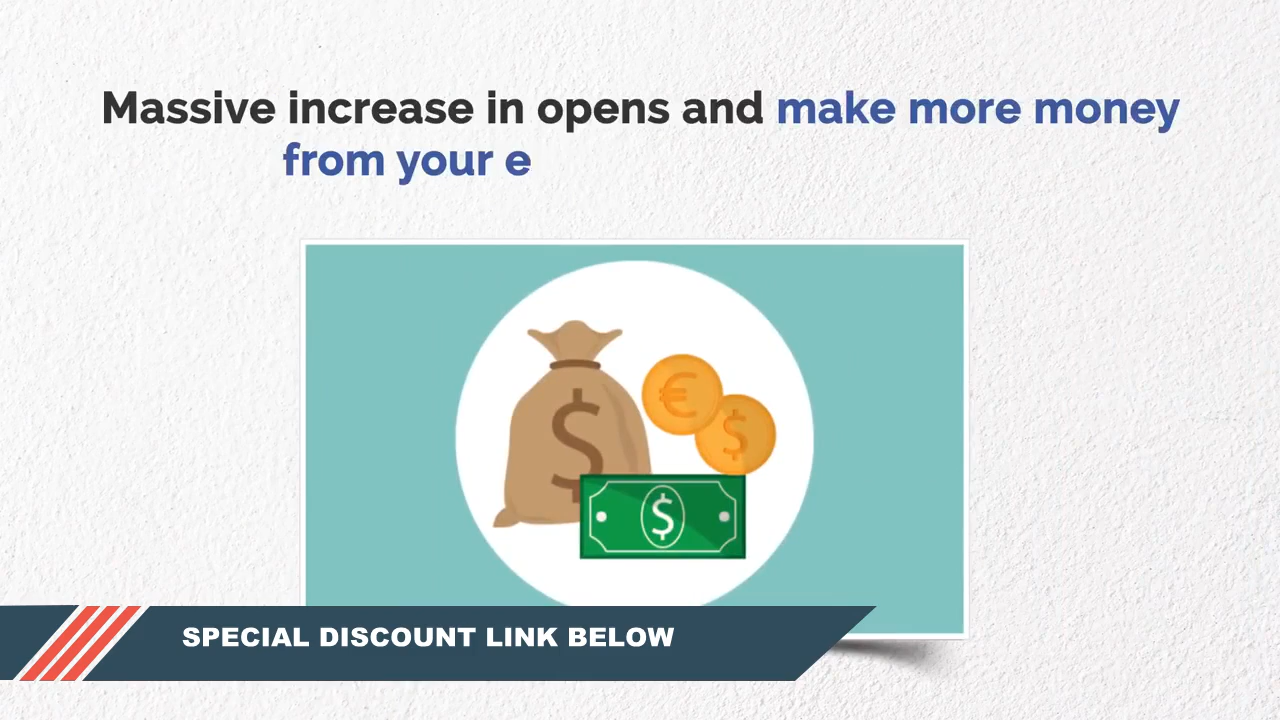 Massive increase in opens and make more money
from your e
$
€
$
$
SPECIAL DISCOUNT LINK BELOW